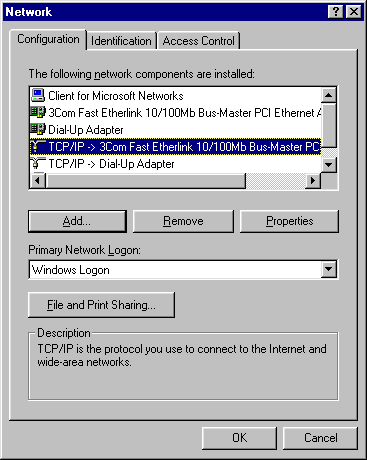 Network
Configuration Identification Access Control
The following network components are installed:
Client for Microsoft Networks
3Com Fast Etherlink 10/100Mb Bus-Master PCI Ethernet
Dial-Up Adapter
TCP/IP -> 3Com Fast Etherlink 10/100Mb Bus-Master
TCP/IP -> Dial-Up Adapter
Add... Remove Properties
Primary Network Logon:
Windows Logon
File and Print Sharing...
Description
TCP/IP is the protocol you use to connect to the Internet and
wide-area networks.
OK Cancel